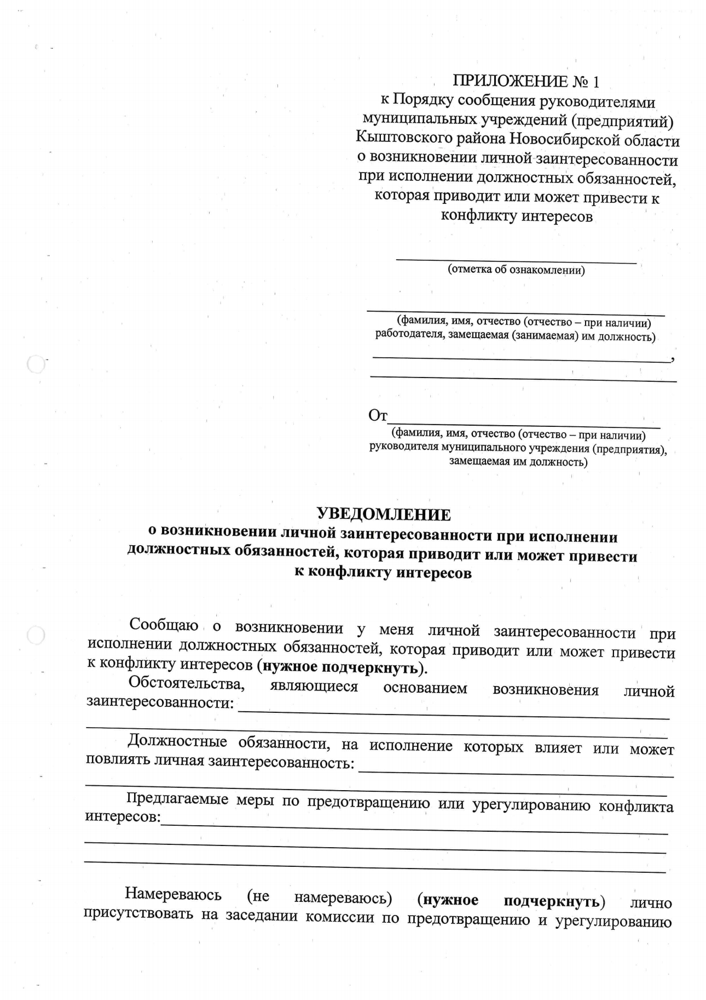 ПРИЛОЖЕНИЕ № 1
к Порядку сообщения руководителями
муниципальных учреждений (предприятий)
Кыштовского района Новосибирской области
о возникновении личной заинтересованности
при исполнении должностных обязанностей,
которая приводит или может привести к
конфликту интересов
(отметка об ознакомлении)
(фамилия, имя, отчество (отчество – при наличии)
работодателя, замещаемая (занимаемая) им должность)
,
От
(фамилия, имя, отчество (отчество – при наличии)
руководителя муниципального учреждения (предприятия),
замещаемая им должность)
УВЕДОМЛЕНИЕ
о возникновении личной заинтересованности при исполнении
должностных обязанностей, которая приводит или может привести
к конфликту интересов
Сообщаю о возникновении у меня личной заинтересованности при
исполнении должностных обязанностей, которая приводит или может привести
к конфликту интересов (нужное подчеркнуть).
Обстоятельства, являющиеся основанием возникновения личной
заинтересованности:
Должностные обязанности, на исполнение которых влияет или может
повлиять личная заинтересованность:
Предлагаемые меры по предотвращению или урегулированию конфликта
интересов:
Намереваюсь (не намереваюсь) (нужное подчеркнуть) лично
присутствовать на заседании комиссии по предотвращению и урегулированию